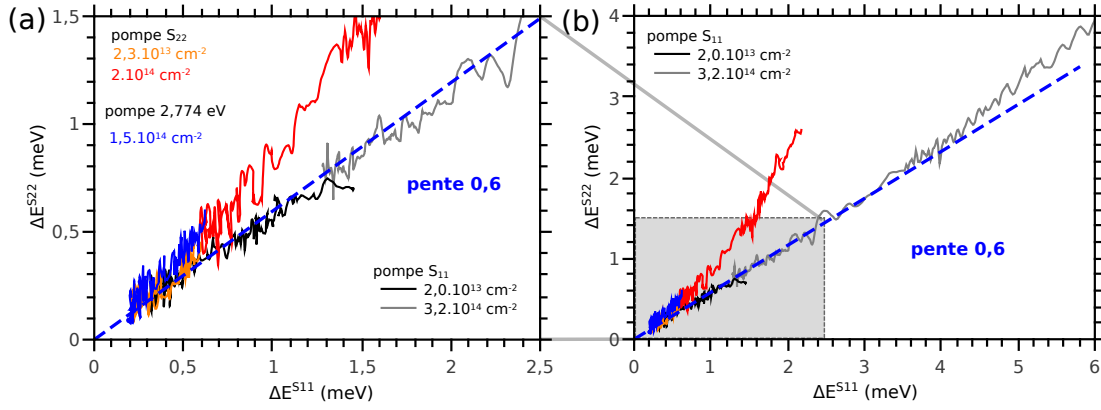 (a)
1,5
1
0,5
0
ΔE^S22 (meV)
pompe S₂₂
2,3.10¹³ cm⁻²
2.10¹⁴ cm⁻²
pompe 2,774 eV
1,5.10¹⁴ cm⁻²
pente 0,6
pompe S₁₁
2,0.10¹³ cm⁻²
3,2.10¹⁴ cm⁻²
0 0,5 1 1,5 2 2,5
ΔE^S11 (meV)
(b)
4
3
2
1
0
ΔE^S22 (meV)
pompe S₁₁
2,0.10¹³ cm⁻²
3,2.10¹⁴ cm⁻²
pente 0,6
0 1 2 3 4 5 6
ΔE^S11 (meV)